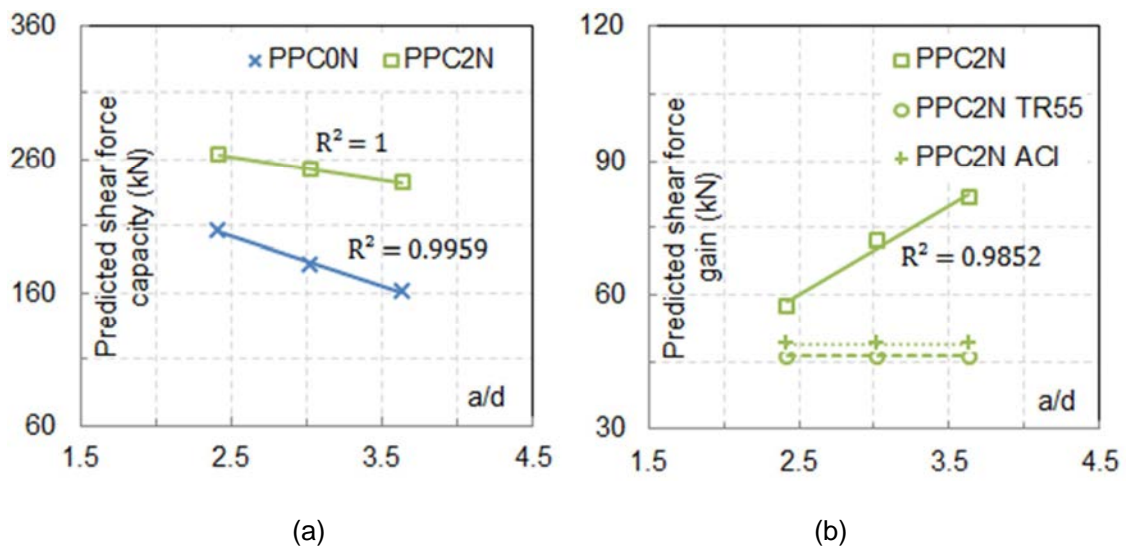 360
260
160
60
Predicted shear force
capacity (kN)
PPC0N
PPC2N
R² = 1
R² = 0.9959
a/d
1.5
2.5
3.5
4.5
(a)
120
90
60
30
Predicted shear force
gain (kN)
PPC2N
PPC2N TR55
PPC2N ACI
R² = 0.9852
a/d
1.5
2.5
3.5
4.5
(b)